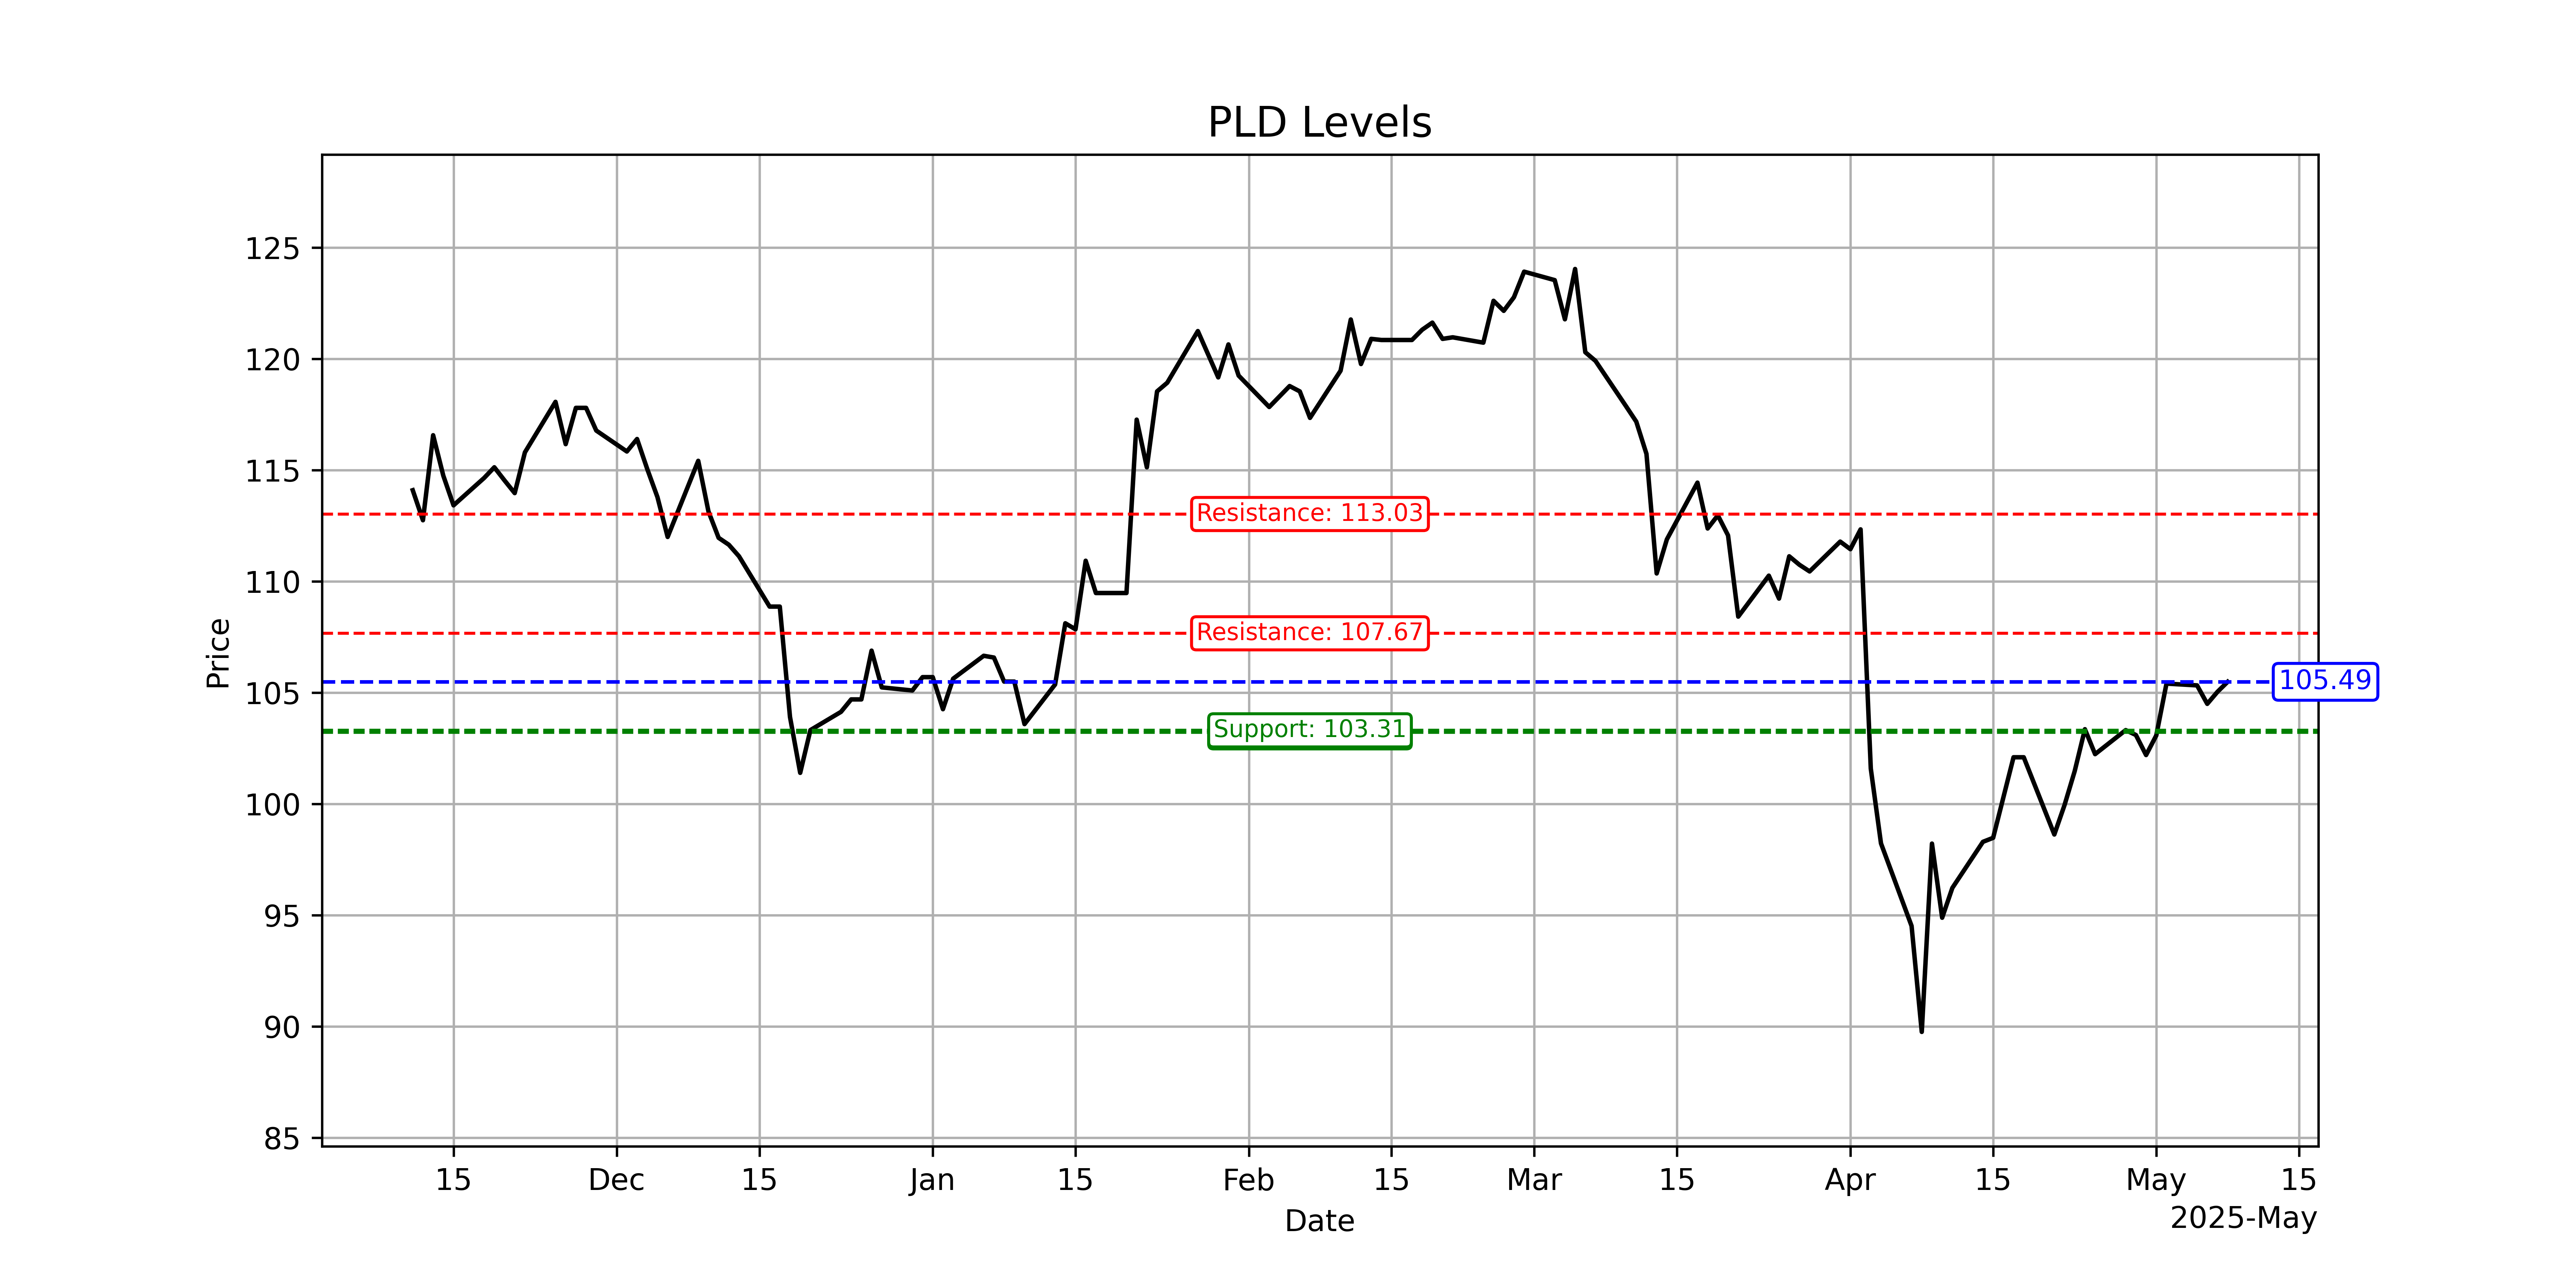 PLD Levels
125
120
115
110
105
100
95
90
85
Price
Resistance: 113.03
Resistance: 107.67
105.49
Support: 103.31
15 Dec 15 Jan 15 Feb 15 Mar 15 Apr 15 May 15
Date
2025-May